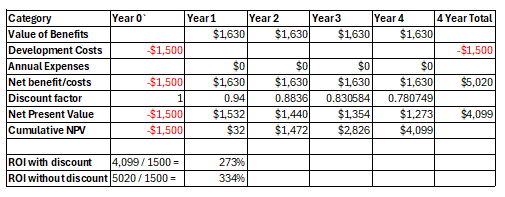 Category Year 0` Year 1 Year 2 Year 3 Year 4 4 Year Total
Value of Benefits $1,630 $1,630 $1,630 $1,630
Development Costs -$1,500 -$1,500
Annual Expenses $0 $0 $0 $0
Net benefit/costs -$1,500 $1,630 $1,630 $1,630 $1,630 $5,020
Discount factor 1 0.94 0.8836 0.830584 0.780749
Net Present Value -$1,500 $1,532 $1,440 $1,354 $1,273 $4,099
Cumulative NPV -$1,500 $32 $1,472 $2,826 $4,099
ROI with discount 4,099 / 1500 = 273%
ROI without discount 5020 / 1500 = 334%